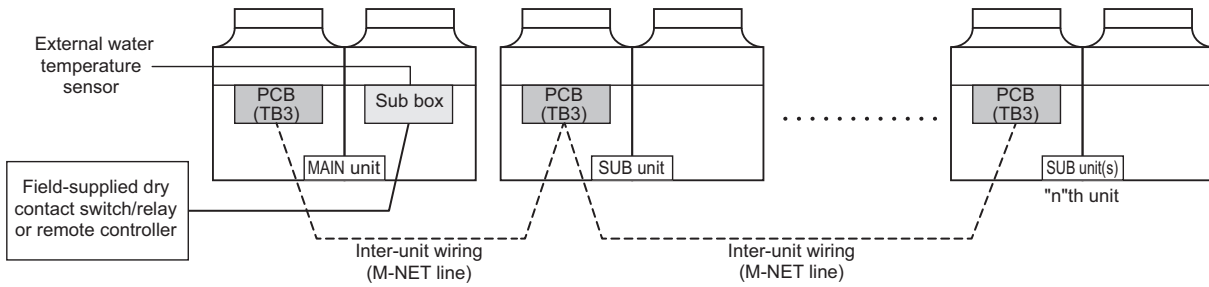 External water
temperature
sensor
PCB
(TB3)
Sub box
MAIN unit
PCB
(TB3)
SUB unit
PCB
(TB3)
SUB unit(s)
"n"th unit
Field-supplied dry
contact switch/relay
or remote controller
Inter-unit wiring
(M-NET line)
Inter-unit wiring
(M-NET line)